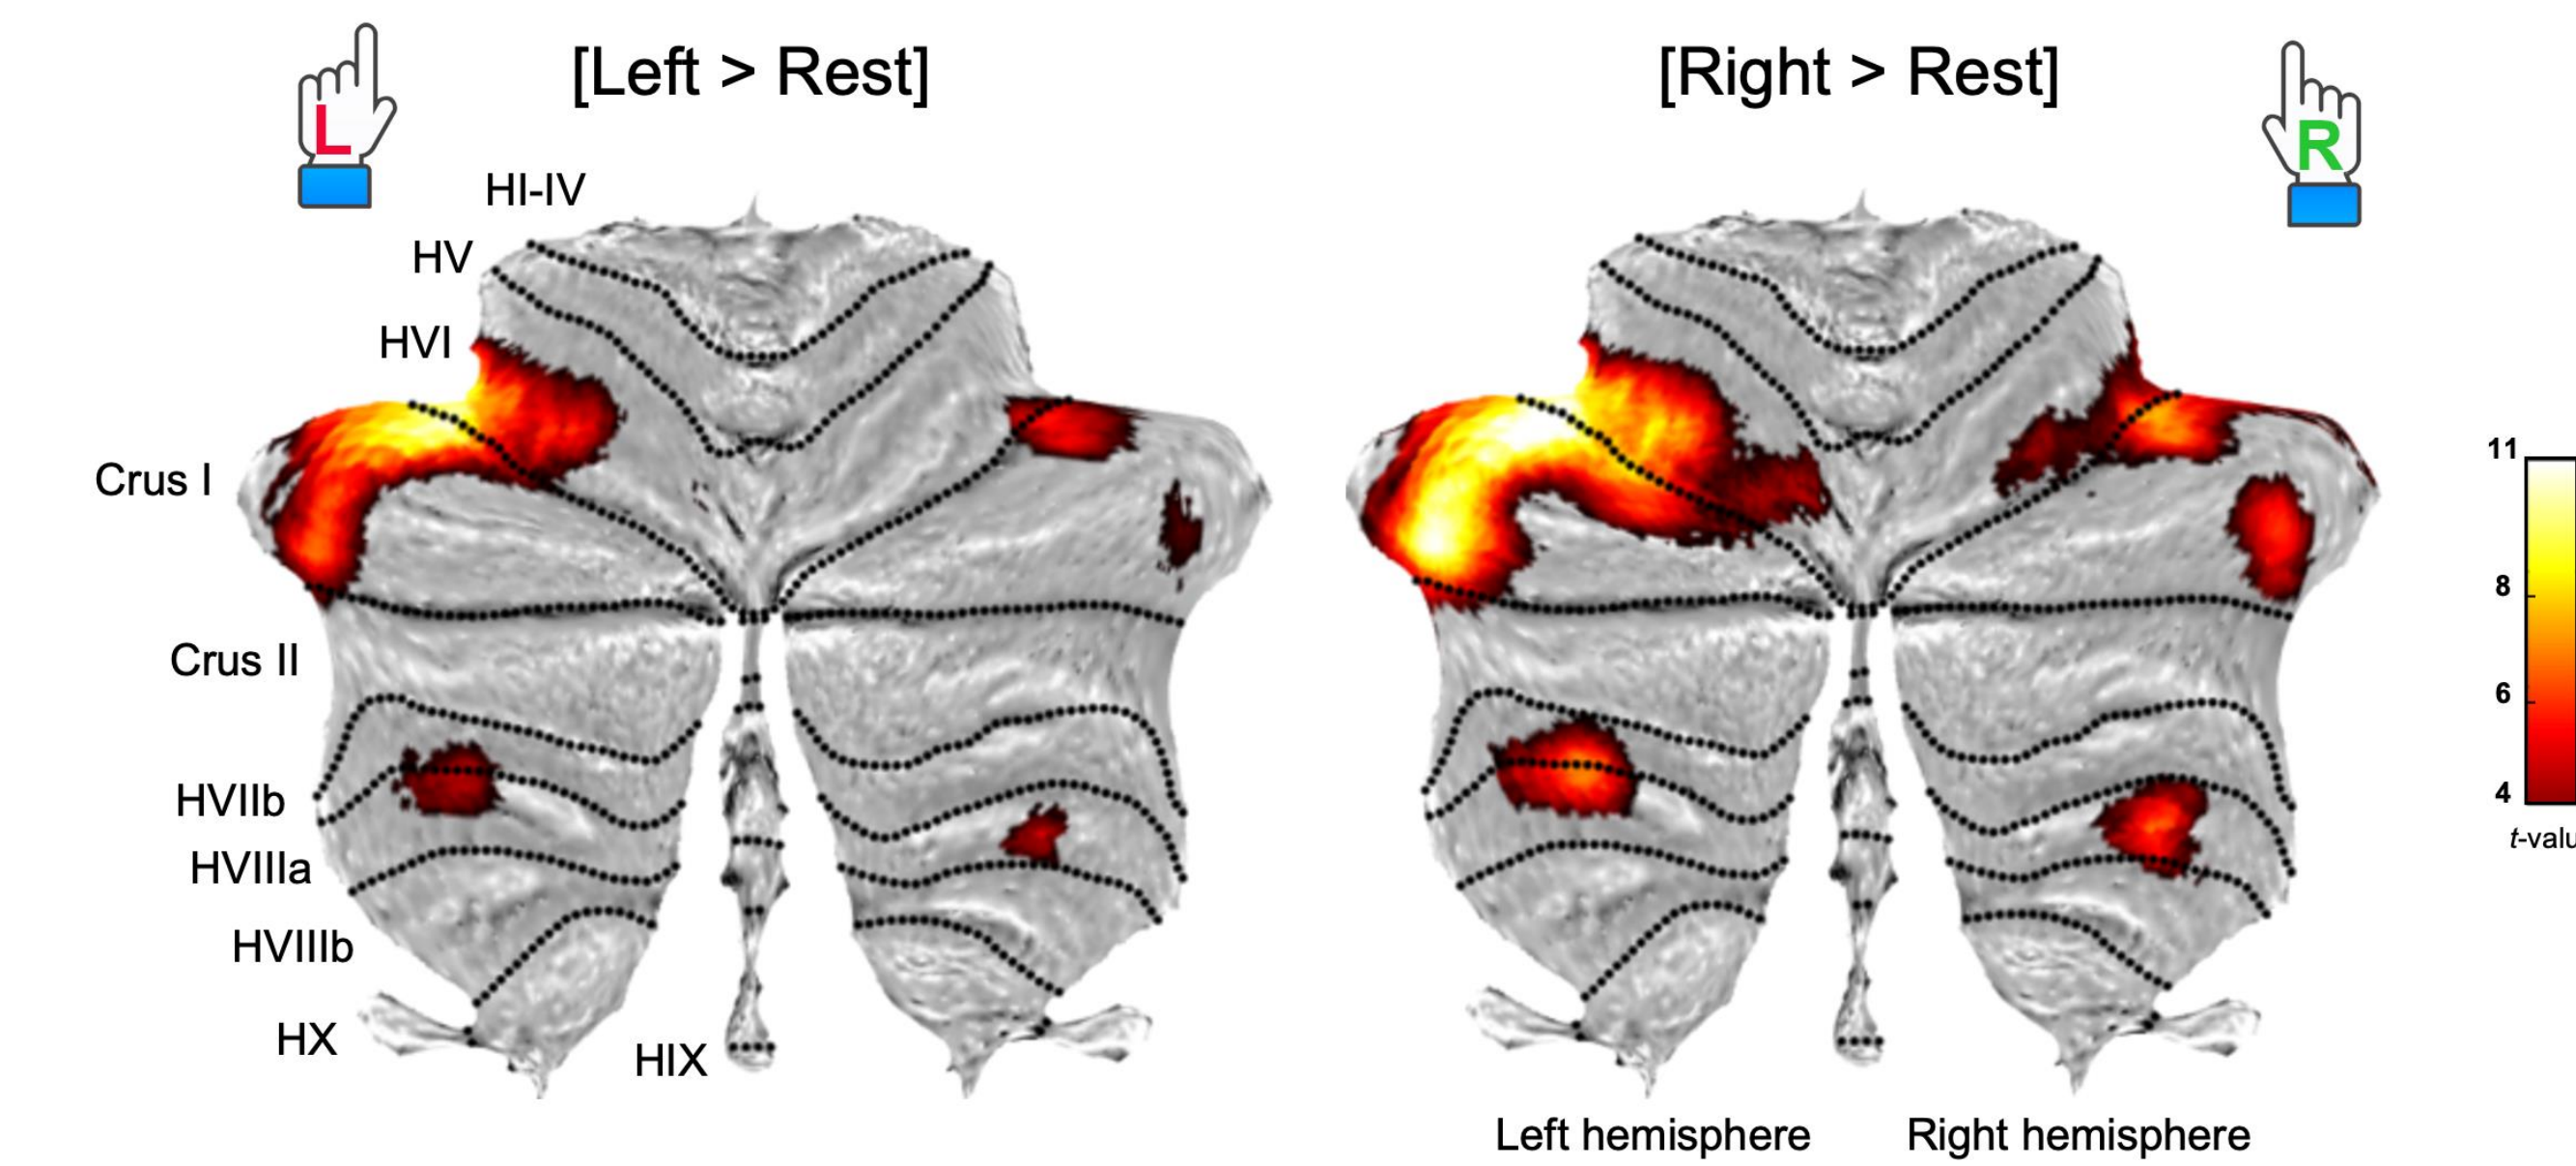 [Left > Rest]
[Right > Rest]
L
R
HI-IV
HV
HVI
Crus I
Crus II
HVIIb
HVIIIa
HVIIIb
HX
HIX
11
8
6
4
t-valu
Left hemisphere
Right hemisphere